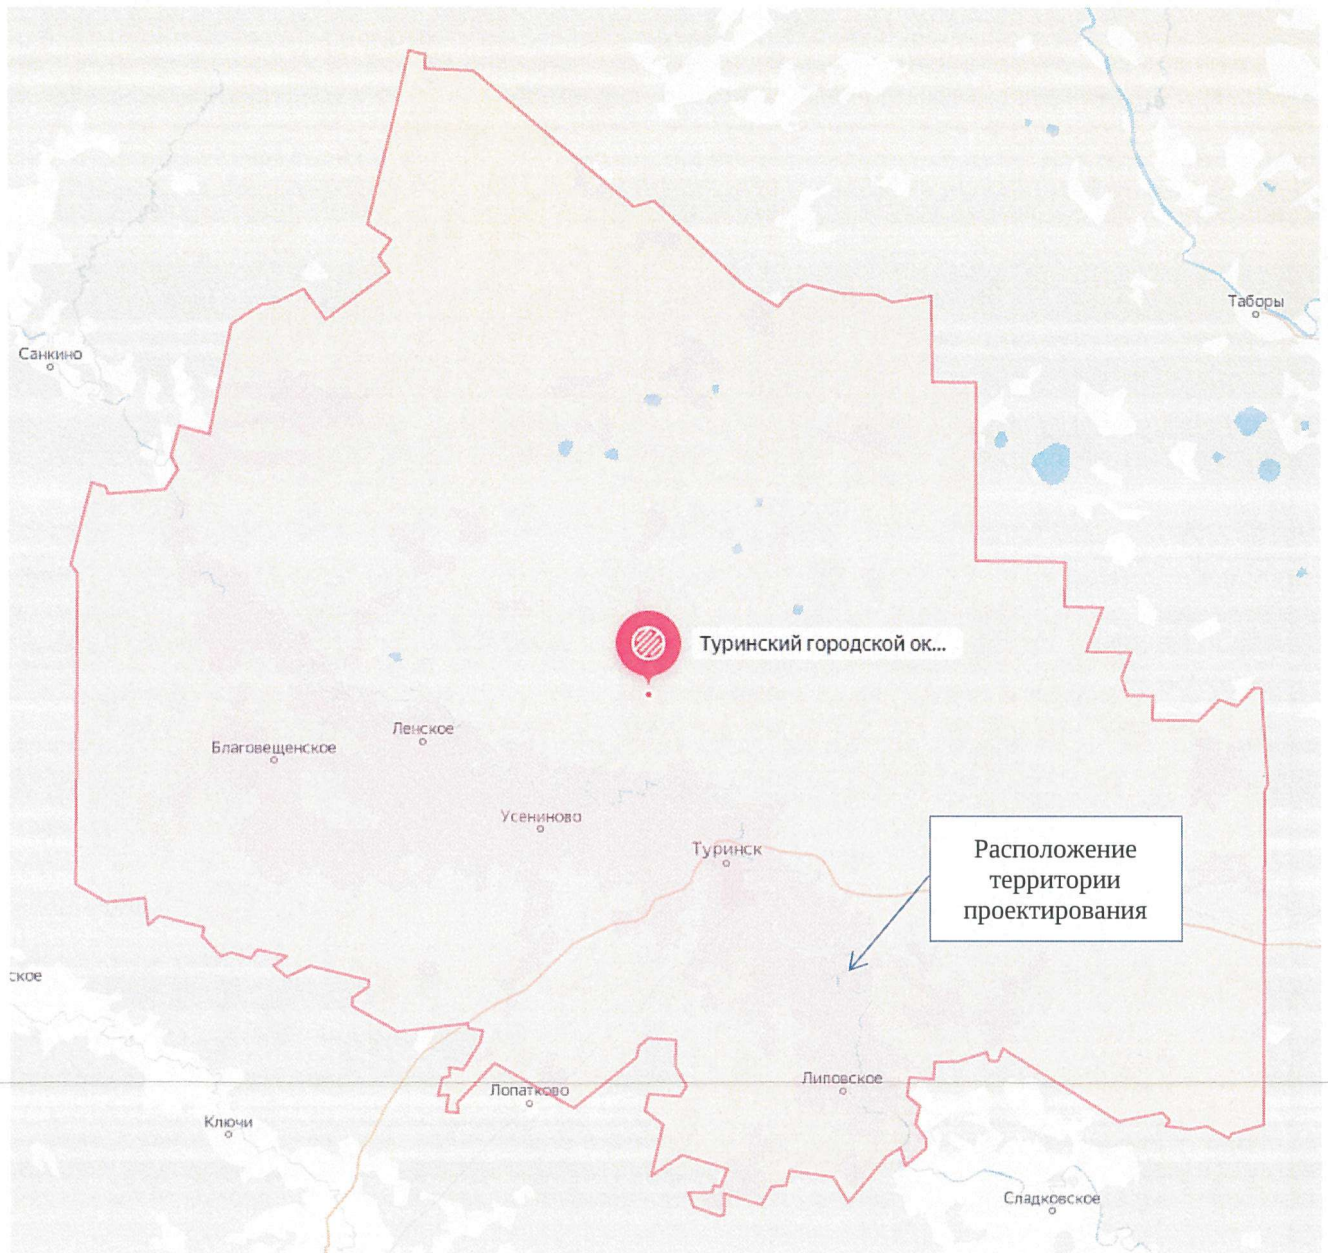 Таборы
Санкино
Туринский городской ок...
Ленское
Благовещенское
Усениново
Туринск
Расположение
территории
проектирования
ское
Липовское
Лопатково
Ключи
Сладковское